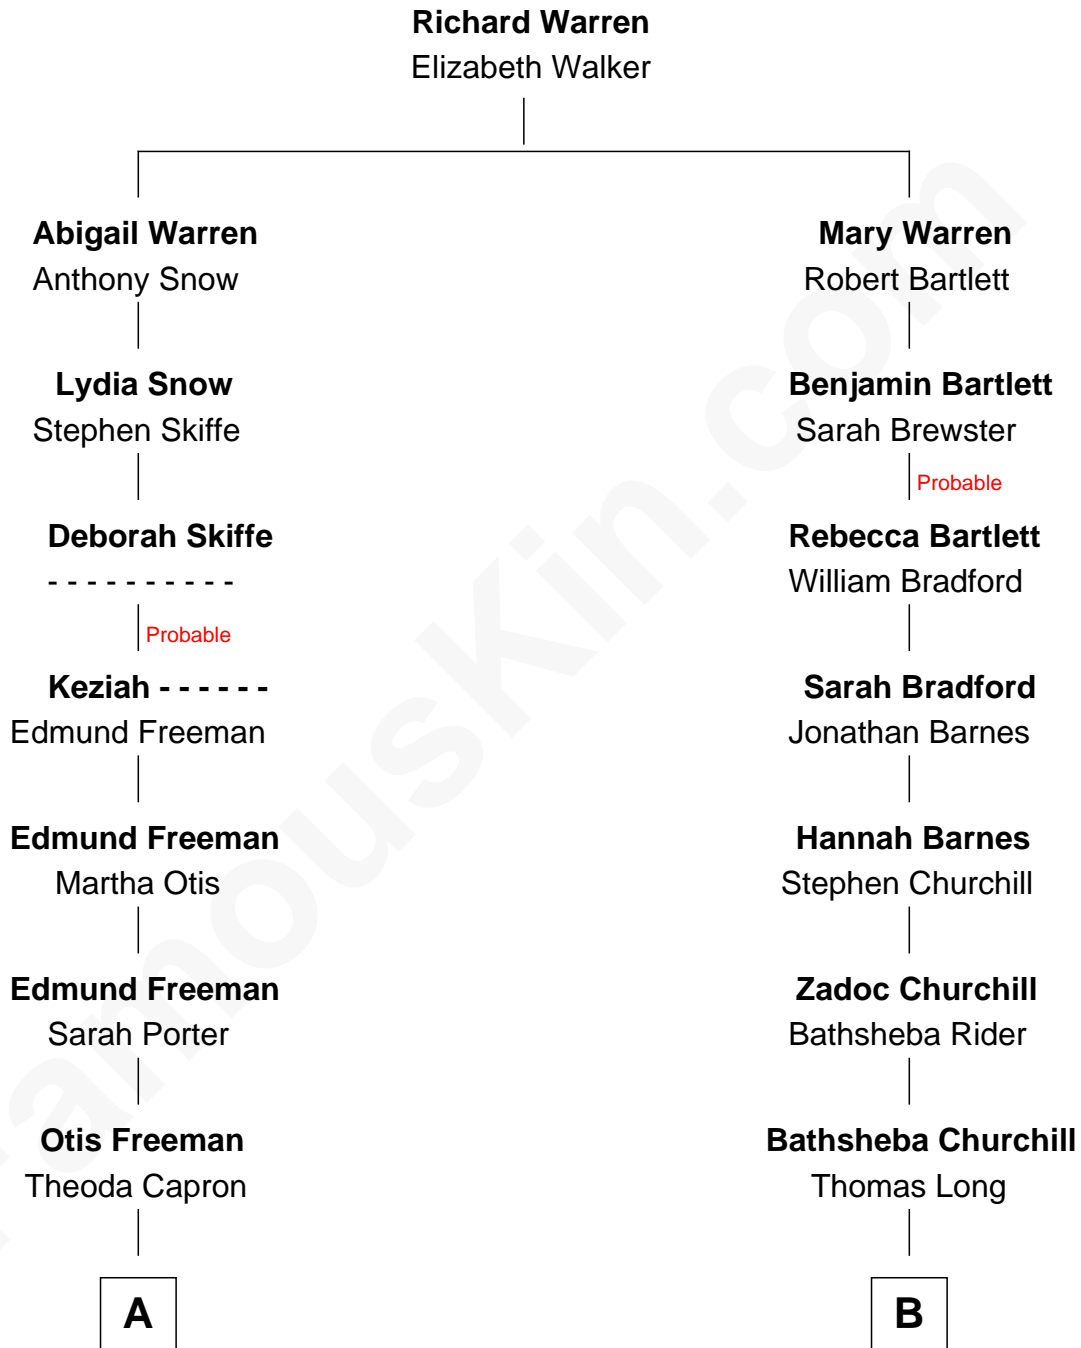 Richard Warren
Elizabeth Walker
Abigail Warren
Anthony Snow
Lydia Snow
Stephen Skiffe
Deborah Skiffe
- - - - - - - - - -
Probable
Keziah - - - - - -
Edmund Freeman
Edmund Freeman
Martha Otis
Edmund Freeman
Sarah Porter
Otis Freeman
Theoda Capron
A
Mary Warren
Robert Bartlett
Benjamin Bartlett
Sarah Brewster
Probable
Rebecca Bartlett
William Bradford
Sarah Bradford
Jonathan Barnes
Hannah Barnes
Stephen Churchill
Zadoc Churchill
Bathsheba Rider
Bathsheba Churchill
Thomas Long
B
FamousKin.com